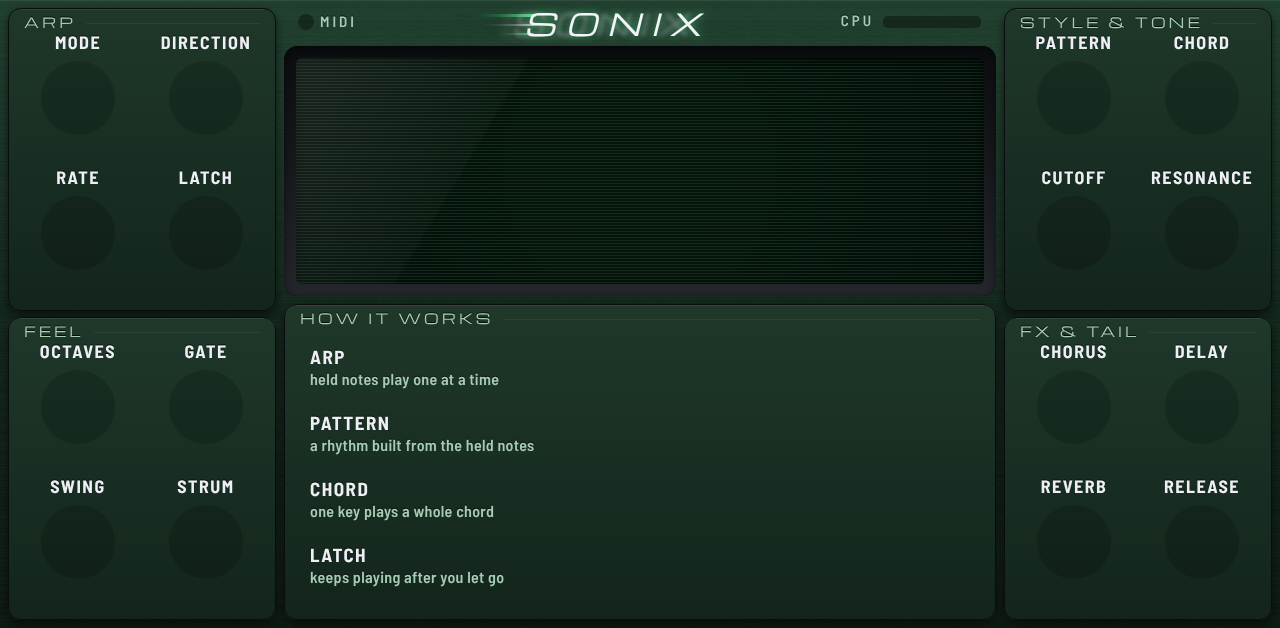 ARP
MODE DIRECTION
RATE LATCH
MIDI
SONIX
CPU
STYLE & TONE
PATTERN CHORD
CUTOFF RESONANCE
FEEL
OCTAVES GATE
SWING STRUM
HOW IT WORKS
ARP
held notes play one at a time
PATTERN
a rhythm built from the held notes
CHORD
one key plays a whole chord
LATCH
keeps playing after you let go
FX & TAIL
CHORUS DELAY
REVERB RELEASE